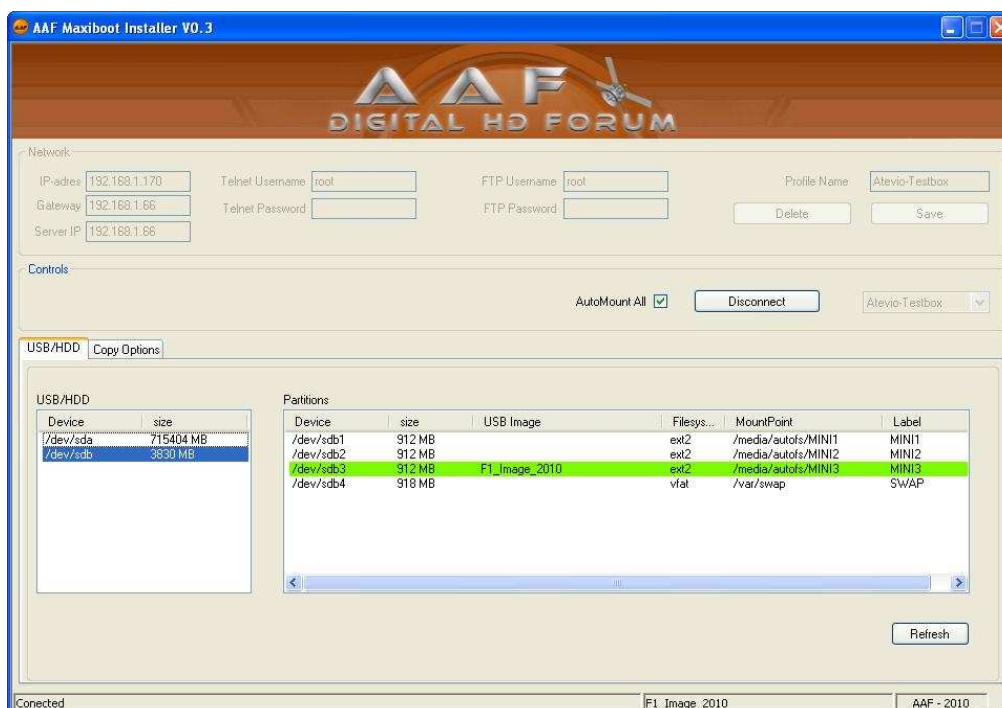 AAF Maxiboot Installer V0.3
AAF
DIGITAL HD FORUM
Network
IP-adres 192.168.1.170 Telnet Username root FTP Username root Profile Name Atevio-Testbox
Gateway 192.168.1.66 Telnet Password FTP Password Delete Save
Server IP 192.168.1.66
Controls
AutoMount All Disconnect Atevio-Testbox
USB/HDD Copy Options
USB/HDD Partitions
Device size Device size USB Image Filesys... MountPoint Label
/dev/sda 715404 MB /dev/sdb1 912 MB ext2 /media/autofs/MINI1 MINI1
/dev/sdb 3830 MB /dev/sdb2 912 MB ext2 /media/autofs/MINI2 MINI2
/dev/sdb3 912 MB F1_Image_2010 ext2 /media/autofs/MINI3 MINI3
/dev/sdb4 918 MB vfat /var/swap SWAP
Refresh
Conected F1_Image_2010 AAF - 2010